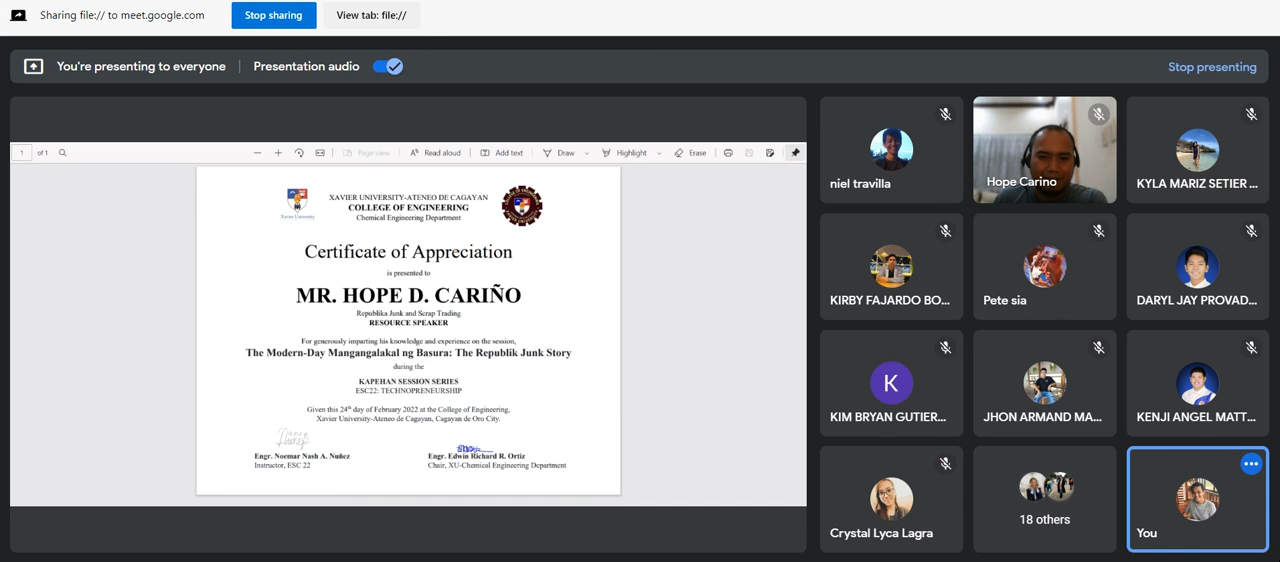 Sharing file:// to meet.google.com
Stop sharing
View tab: file://
You're presenting to everyone
Presentation audio
Stop presenting
1 of 1
Page view
Read aloud
Add text
Draw
Highlight
Erase
Xavier University
XAVIER UNIVERSITY-ATENEO DE CAGAYAN
COLLEGE OF ENGINEERING
Chemical Engineering Department
Certificate of Appreciation
is presented to
MR. HOPE D. CARIÑO
Republika Junk and Scrap Trading
RESOURCE SPEAKER
For generously imparting his knowledge and experience on the session,
The Modern-Day Mangangalakal ng Basura: The Republik Junk Story
during the
KAPEHAN SESSION SERIES
ESC22: TECHNOPRENEURSHIP
Given this 24th day of February 2022 at the College of Engineering,
Xavier University-Ateneo de Cagayan, Cagayan de Oro City.
Engr. Noemar Nash A. Nuñez
Instructor, ESC 22
Engr. Edwin Richard R. Ortiz
Chair, XU-Chemical Engineering Department
niel travilla
Hope Carino
KYLA MARIZ SETIER ...
KIRBY FAJARDO BO...
Pete sia
DARYL JAY PROVAD...
K
KIM BRYAN GUTIER...
JHON ARMAND MA...
KENJI ANGEL MATT...
Crystal Lyca Lagra
18 others
You